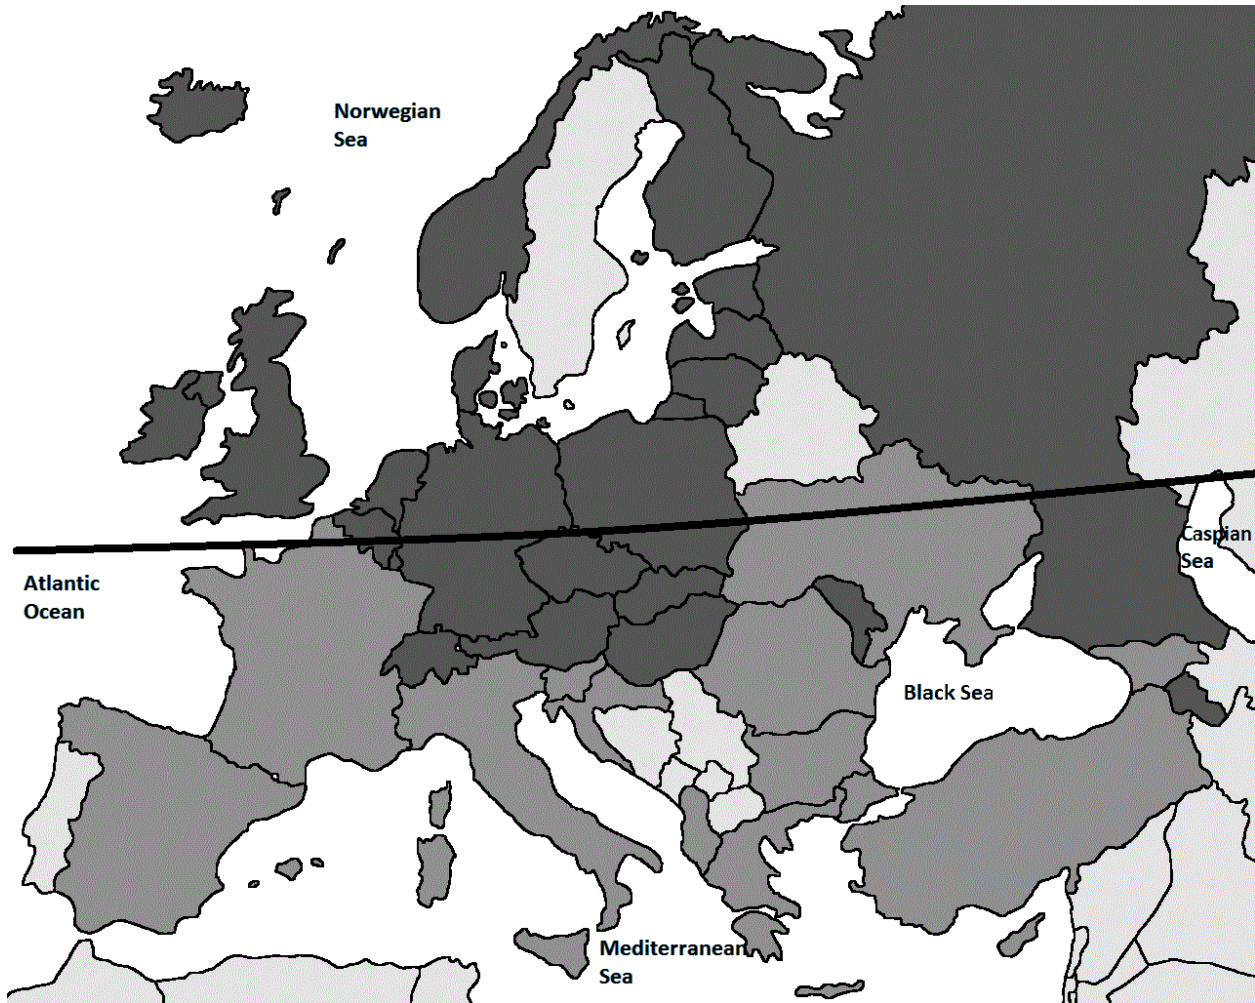 Norwegian
Sea
Atlantic
Ocean
Caspian
Sea
Black Sea
Mediterranean
Sea